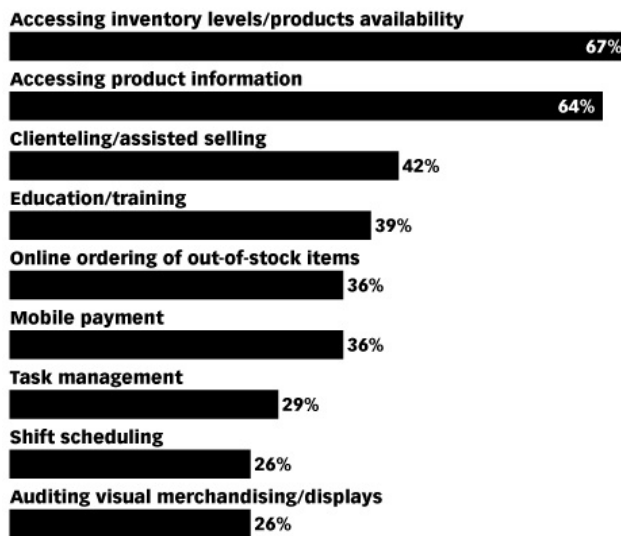 Accessing inventory levels/products availability
67%
Accessing product information
64%
Clienteling/assisted selling
42%
Education/training
39%
Online ordering of out-of-stock items
36%
Mobile payment
36%
Task management
29%
Shift scheduling
26%
Auditing visual merchandising/displays
26%